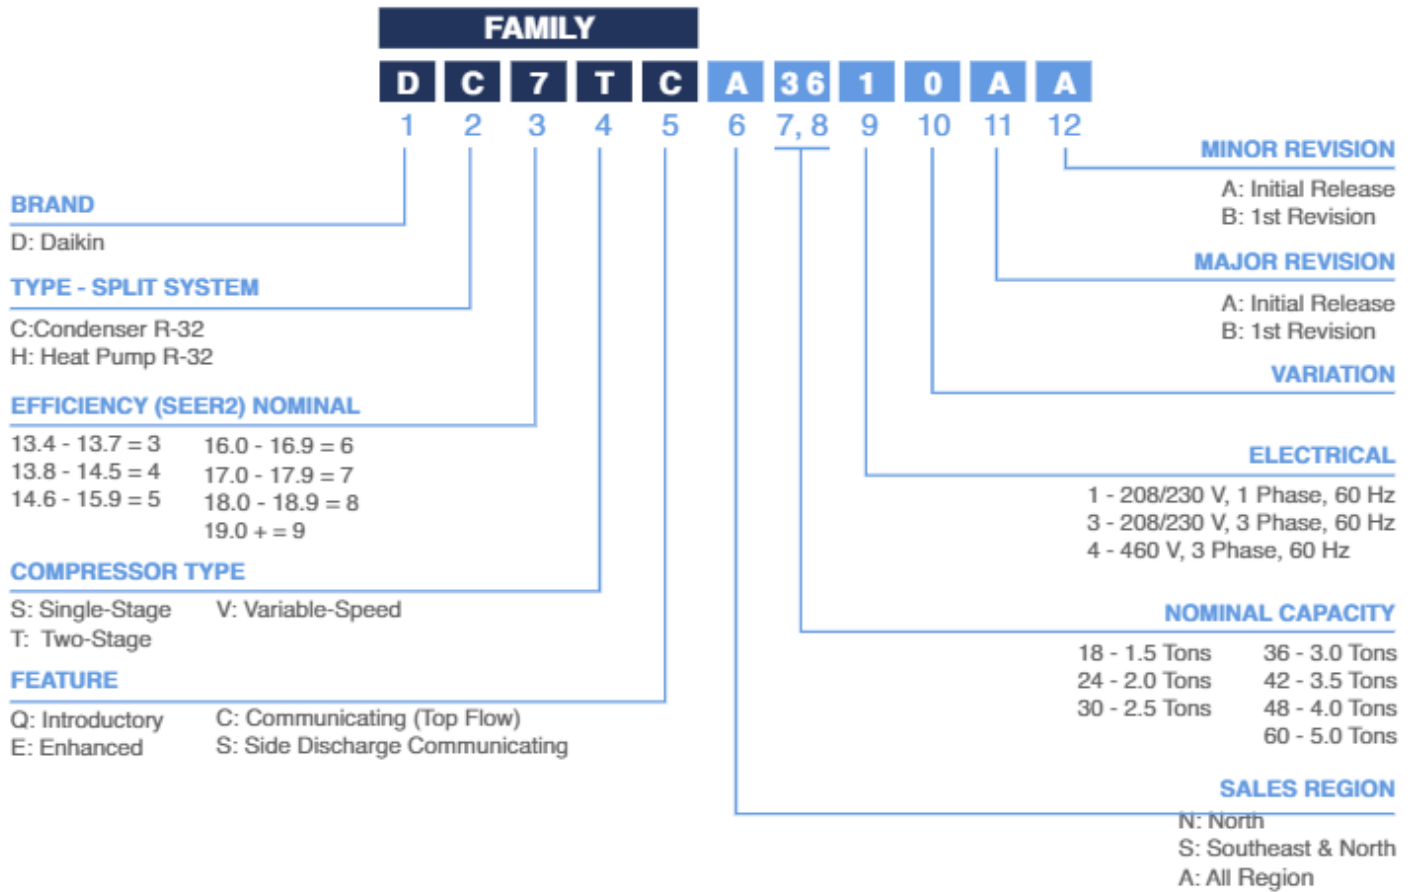 FAMILY
D C 7 T C A 36 1 0 A A
1 2 3 4 5 6 7, 8 9 10 11 12
BRAND
D: Daikin
TYPE - SPLIT SYSTEM
C:Condenser R-32
H: Heat Pump R-32
EFFICIENCY (SEER2) NOMINAL
13.4 - 13.7 = 3 16.0 - 16.9 = 6
13.8 - 14.5 = 4 17.0 - 17.9 = 7
14.6 - 15.9 = 5 18.0 - 18.9 = 8
19.0 + = 9
COMPRESSOR TYPE
S: Single-Stage V: Variable-Speed
T: Two-Stage
FEATURE
Q: Introductory C: Communicating (Top Flow)
E: Enhanced S: Side Discharge Communicating
MINOR REVISION
A: Initial Release
B: 1st Revision
MAJOR REVISION
A: Initial Release
B: 1st Revision
VARIATION
ELECTRICAL
1 - 208/230 V, 1 Phase, 60 Hz
3 - 208/230 V, 3 Phase, 60 Hz
4 - 460 V, 3 Phase, 60 Hz
NOMINAL CAPACITY
18 - 1.5 Tons 36 - 3.0 Tons
24 - 2.0 Tons 42 - 3.5 Tons
30 - 2.5 Tons 48 - 4.0 Tons
60 - 5.0 Tons
SALES REGION
N: North
S: Southeast & North
A: All Region